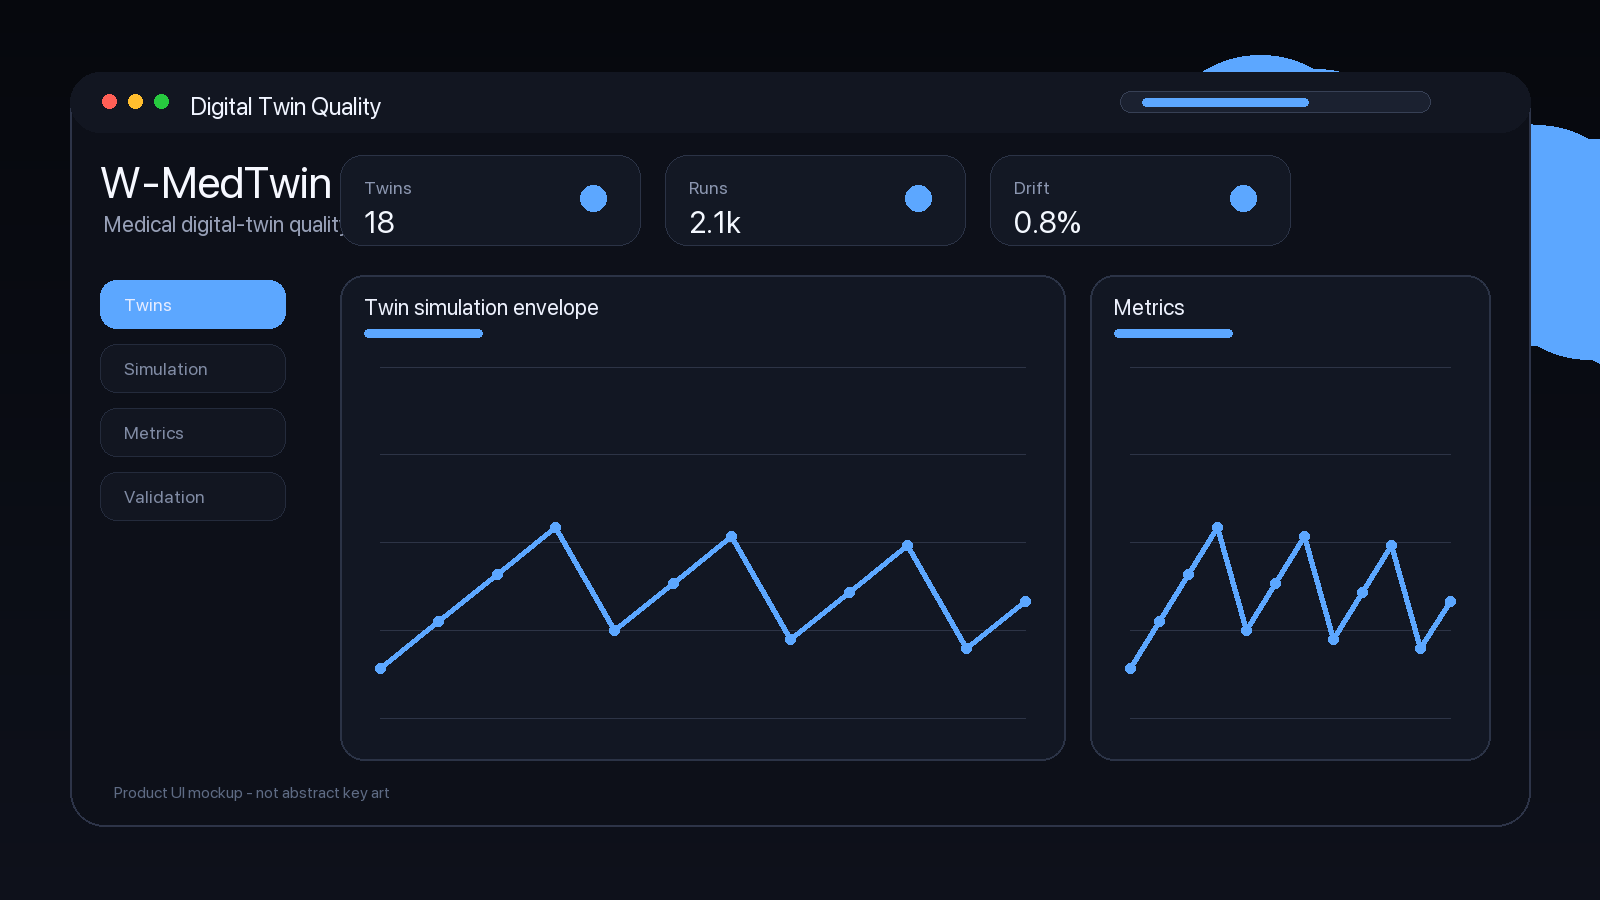 Digital Twin Quality
W-MedTwin
Medical digital-twin quality
Twins
18
Runs
2.1k
Drift
0.8%
Twins
Simulation
Metrics
Validation
Twin simulation envelope
Metrics
Product UI mockup - not abstract key art